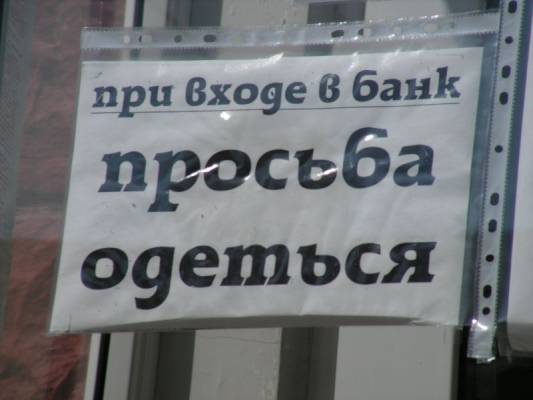 при входе в банк
просьба
одеться